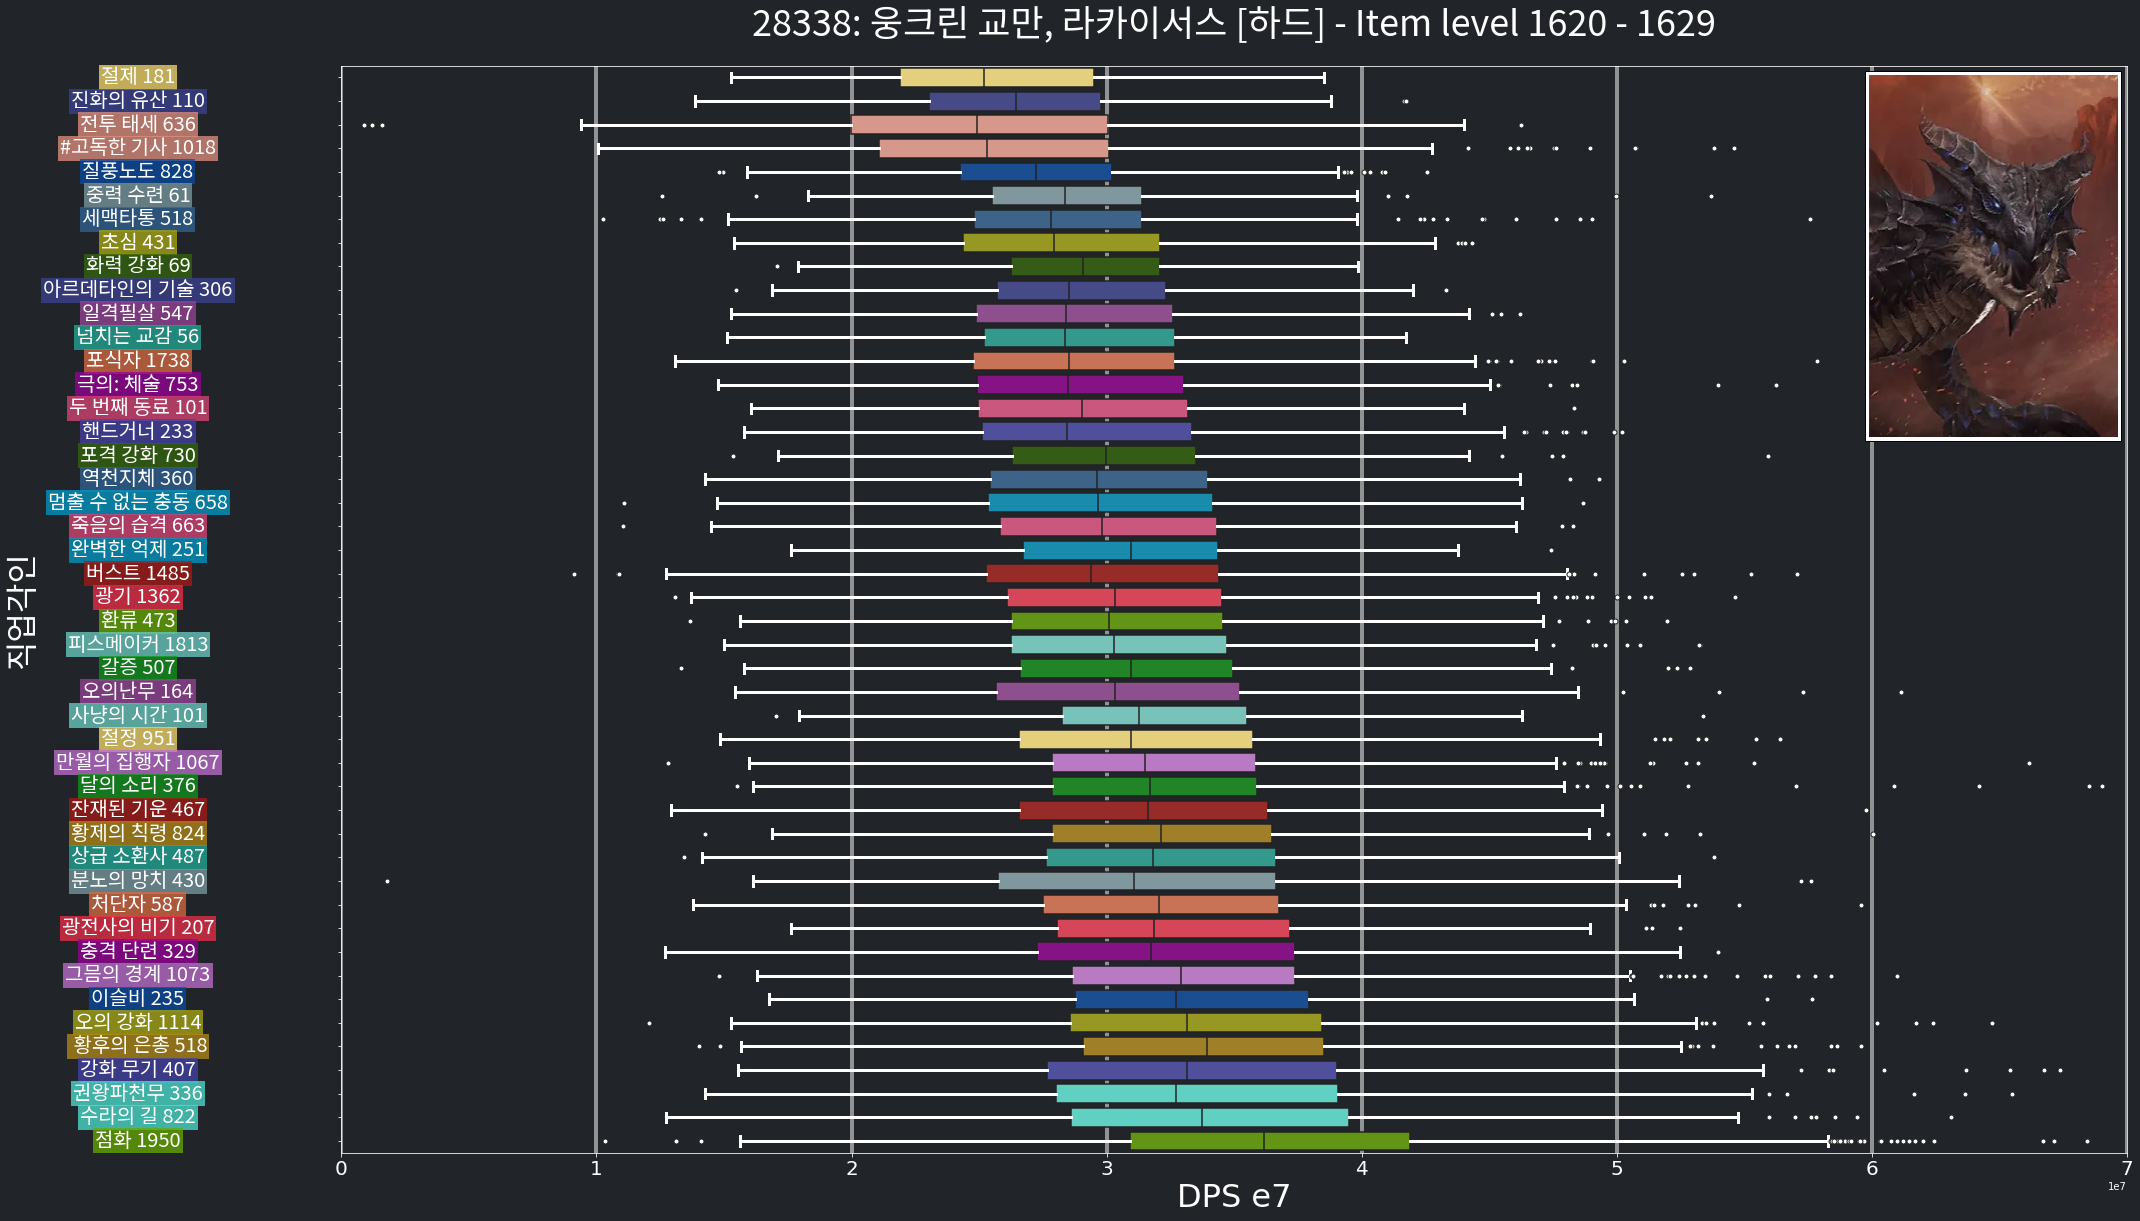 28338: 웅크린 교만, 라카이서스 [하드] - Item level 1620 - 1629
직업각인
절제 181
진화의 유산 110
전투 태세 636
#고독한 기사 1018
질풍노도 828
중력 수련 61
세맥타통 518
초심 431
화력 강화 69
아르데타인의 기술 306
일격필살 547
넘치는 교감 56
포식자 1738
극의: 체술 753
두 번째 동료 101
핸드거너 233
포격 강화 730
역천지체 360
멈출 수 없는 충동 658
죽음의 습격 663
완벽한 억제 251
버스트 1485
광기 1362
환류 473
피스메이커 1813
갈증 507
오의난무 164
사냥의 시간 101
절정 951
만월의 집행자 1067
달의 소리 376
잔재된 기운 467
황제의 칙령 824
상급 소환사 487
분노의 망치 430
처단자 587
광전사의 비기 207
충격 단련 329
그믐의 경계 1073
이슬비 235
오의 강화 1114
황후의 은총 518
강화 무기 407
권왕파천무 336
수라의 길 822
점화 1950
0 1 2 3 4 5 6 7
DPS e7
1e7